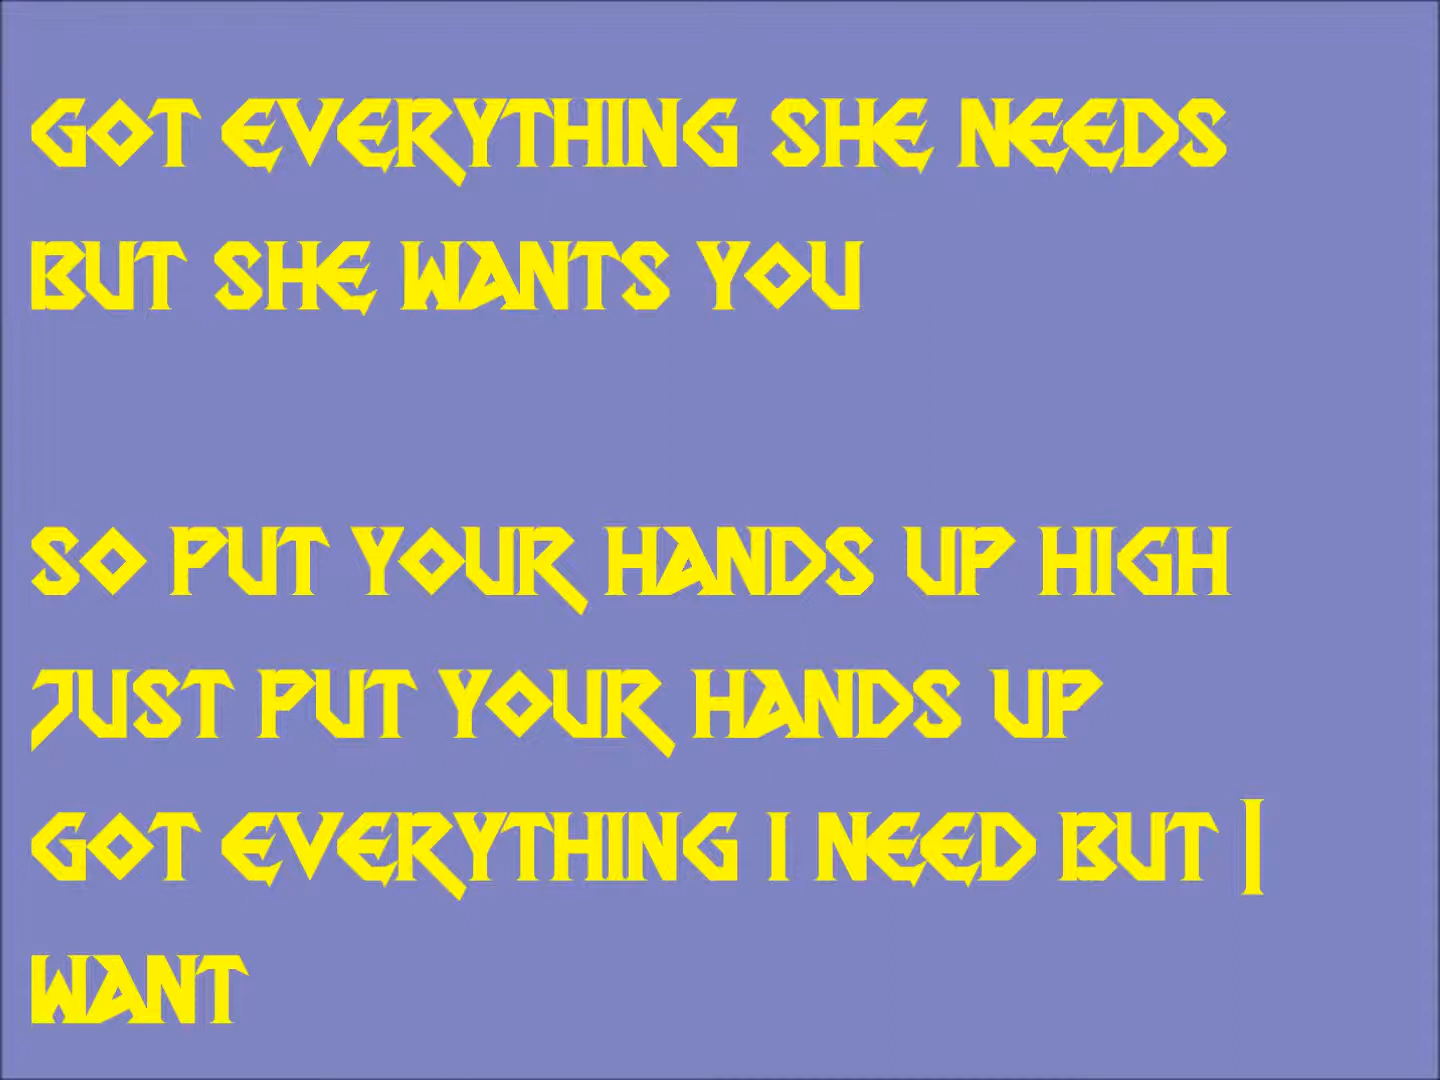 GOT EVERYTHING SHE NEEDS
BUT SHE WANTS YOU
SO PUT YOUR HANDS UP HIGH
JUST PUT YOUR HANDS UP
GOT EVERYTHING I NEED BUT |
WANT